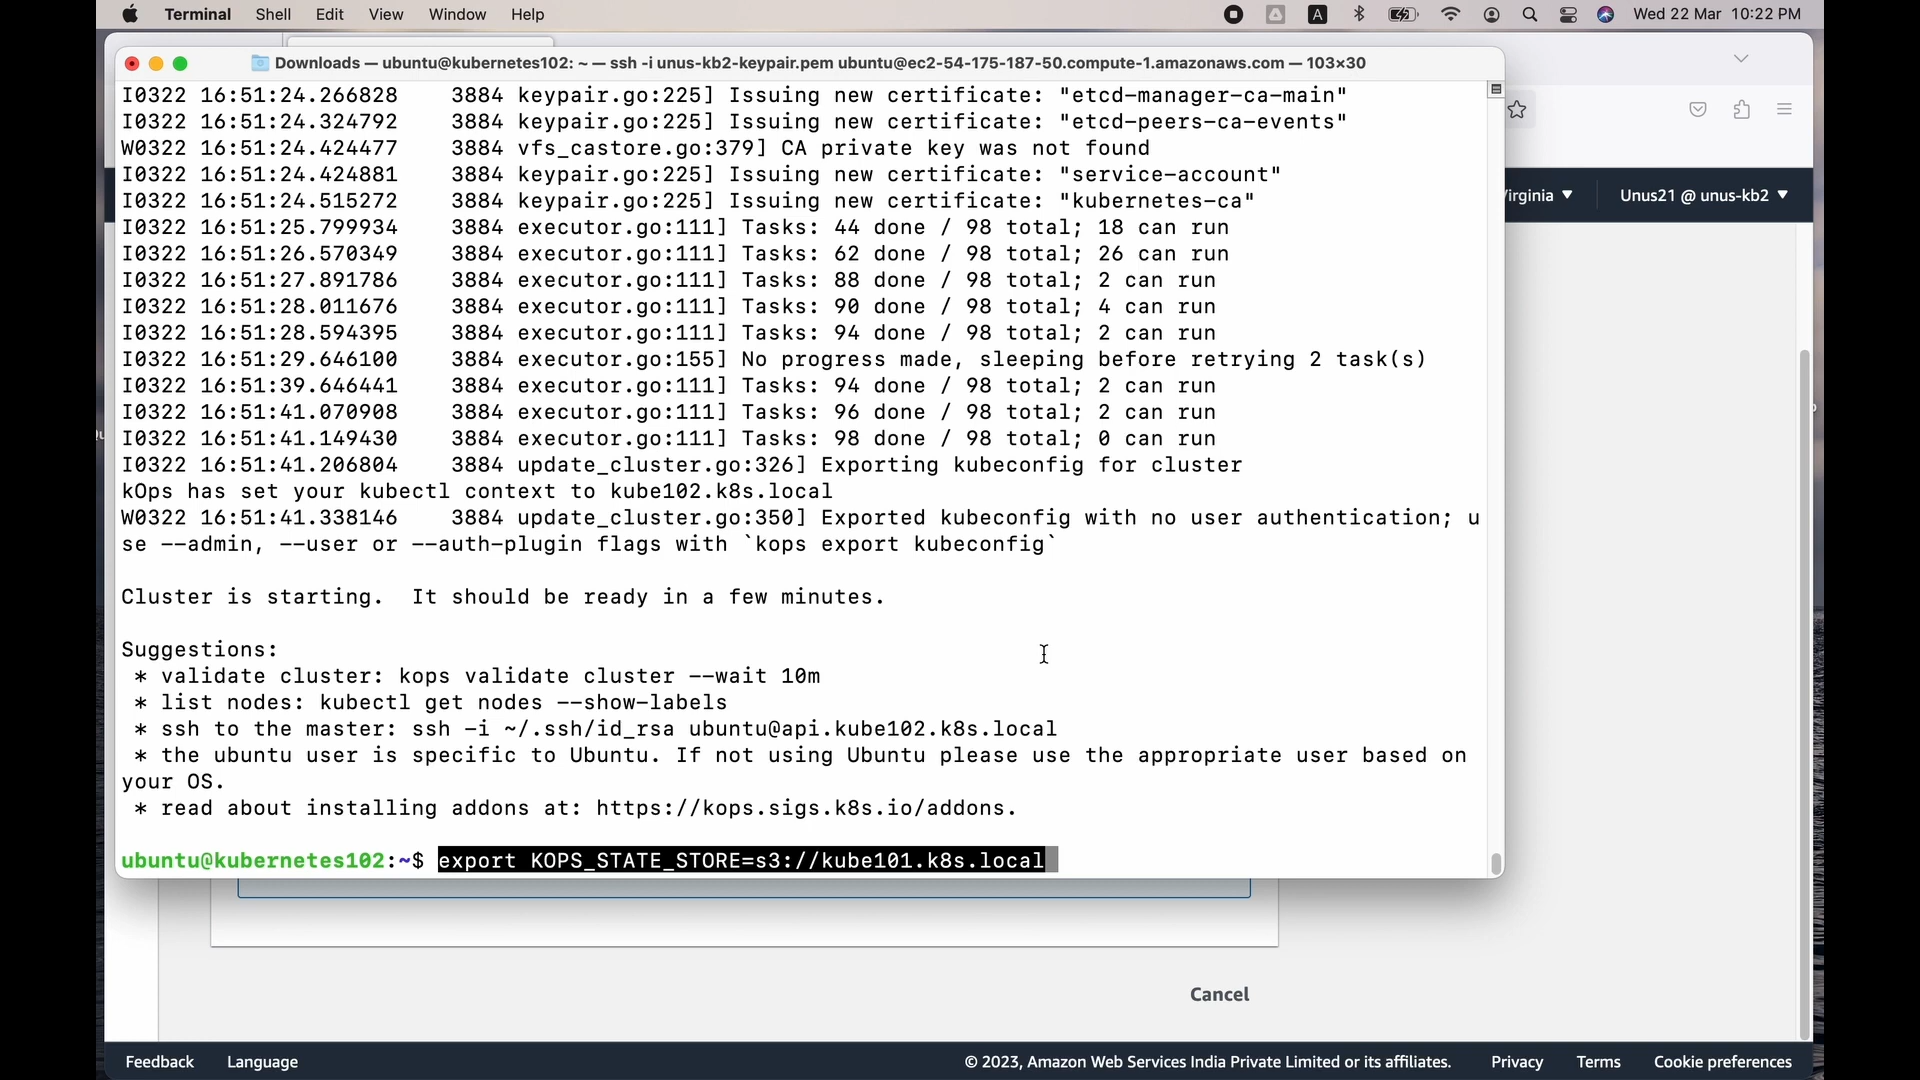 Terminal Shell Edit View Window Help A Wed 22 Mar 10:22 PM
Downloads — ubuntu@kubernetes102: ~ — ssh -i unus-kb2-keypair.pem ubuntu@ec2-54-175-187-50.compute-1.amazonaws.com — 103×30
I0322 16:51:24.266828 3884 keypair.go:225] Issuing new certificate: "etcd-manager-ca-main"
I0322 16:51:24.324792 3884 keypair.go:225] Issuing new certificate: "etcd-peers-ca-events"
W0322 16:51:24.424477 3884 vfs_castore.go:379] CA private key was not found
I0322 16:51:24.424881 3884 keypair.go:225] Issuing new certificate: "service-account"
I0322 16:51:24.515272 3884 keypair.go:225] Issuing new certificate: "kubernetes-ca"
I0322 16:51:25.799934 3884 executor.go:111] Tasks: 44 done / 98 total; 18 can run
I0322 16:51:26.570349 3884 executor.go:111] Tasks: 62 done / 98 total; 26 can run
I0322 16:51:27.891786 3884 executor.go:111] Tasks: 88 done / 98 total; 2 can run
I0322 16:51:28.011676 3884 executor.go:111] Tasks: 90 done / 98 total; 4 can run
I0322 16:51:28.594395 3884 executor.go:111] Tasks: 94 done / 98 total; 2 can run
I0322 16:51:29.646100 3884 executor.go:155] No progress made, sleeping before retrying 2 task(s)
I0322 16:51:39.646441 3884 executor.go:111] Tasks: 94 done / 98 total; 2 can run
I0322 16:51:41.070908 3884 executor.go:111] Tasks: 96 done / 98 total; 2 can run
I0322 16:51:41.149430 3884 executor.go:111] Tasks: 98 done / 98 total; 0 can run
I0322 16:51:41.206804 3884 update_cluster.go:326] Exporting kubeconfig for cluster
kOps has set your kubectl context to kube102.k8s.local
W0322 16:51:41.338146 3884 update_cluster.go:350] Exported kubeconfig with no user authentication; u
se --admin, --user or --auth-plugin flags with `kops export kubeconfig`
Cluster is starting. It should be ready in a few minutes.
Suggestions:
* validate cluster: kops validate cluster --wait 10m
* list nodes: kubectl get nodes --show-labels
* ssh to the master: ssh -i ~/.ssh/id_rsa ubuntu@api.kube102.k8s.local
* the ubuntu user is specific to Ubuntu. If not using Ubuntu please use the appropriate user based on
your OS.
* read about installing addons at: https://kops.sigs.k8s.io/addons.
ubuntu@kubernetes102:~$ export KOPS_STATE_STORE=s3://kube101.k8s.local
irginia ▼ Unus21 @ unus-kb2 ▼
Cancel
Feedback Language © 2023, Amazon Web Services India Private Limited or its affiliates. Privacy Terms Cookie preferences